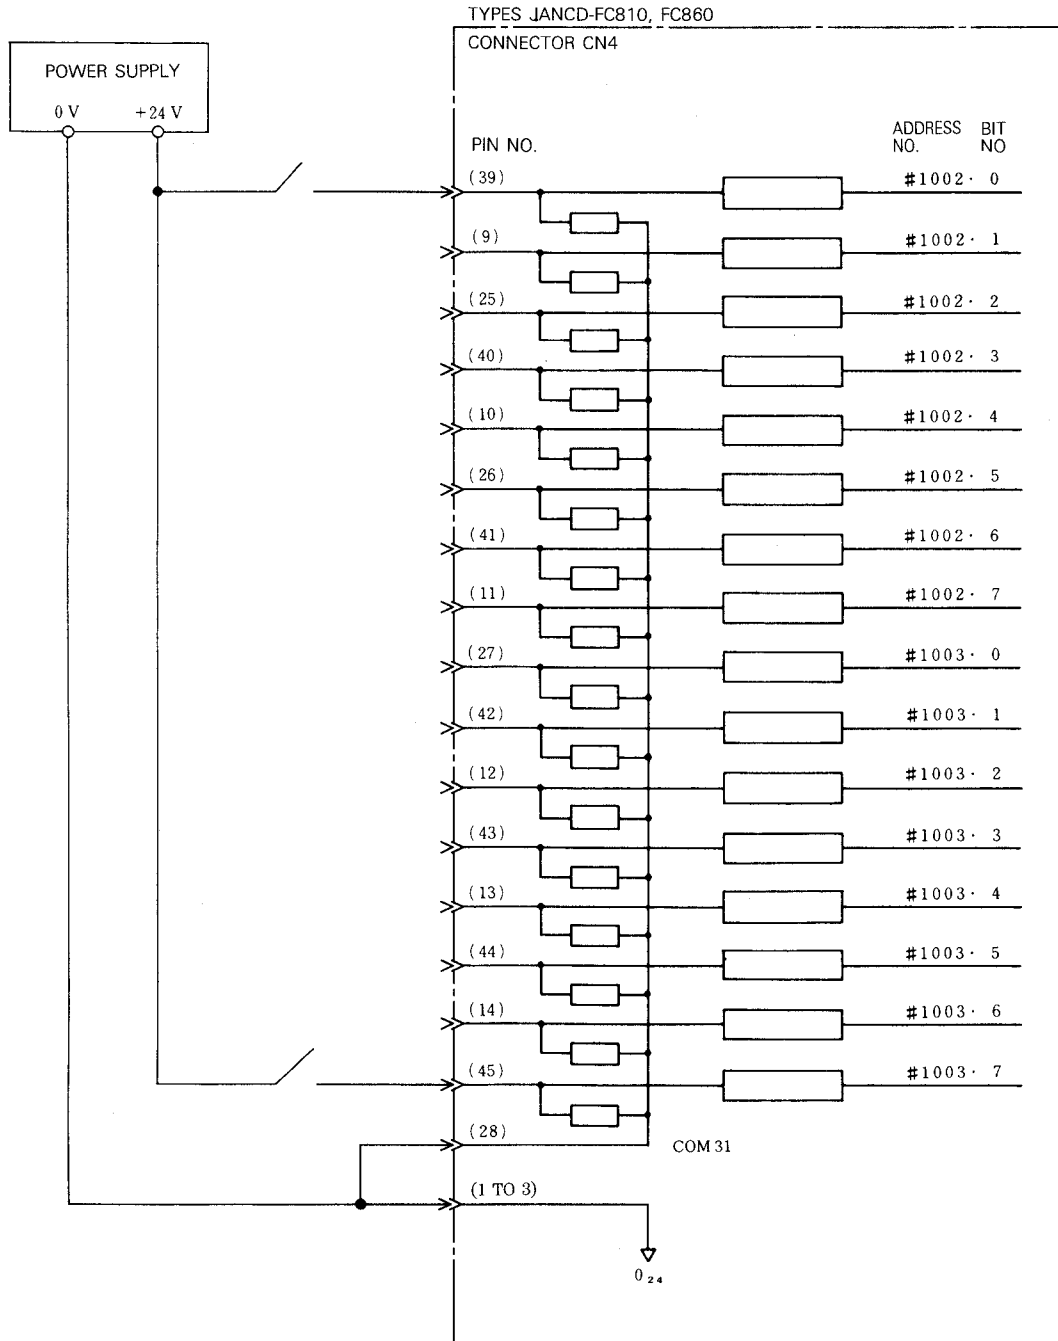 TYPES JANCD-FC810, FC860
CONNECTOR CN4
POWER SUPPLY
0 V +24 V
PIN NO.
ADDRESS NO.
BIT NO
(39) #1002· 0
(9) #1002· 1
(25) #1002· 2
(40) #1002· 3
(10) #1002· 4
(26) #1002· 5
(41) #1002· 6
(11) #1002· 7
(27) #1003· 0
(42) #1003· 1
(12) #1003· 2
(43) #1003· 3
(13) #1003· 4
(44) #1003· 5
(14) #1003· 6
(45) #1003· 7
(28)
COM 31
(1 TO 3)
0 24